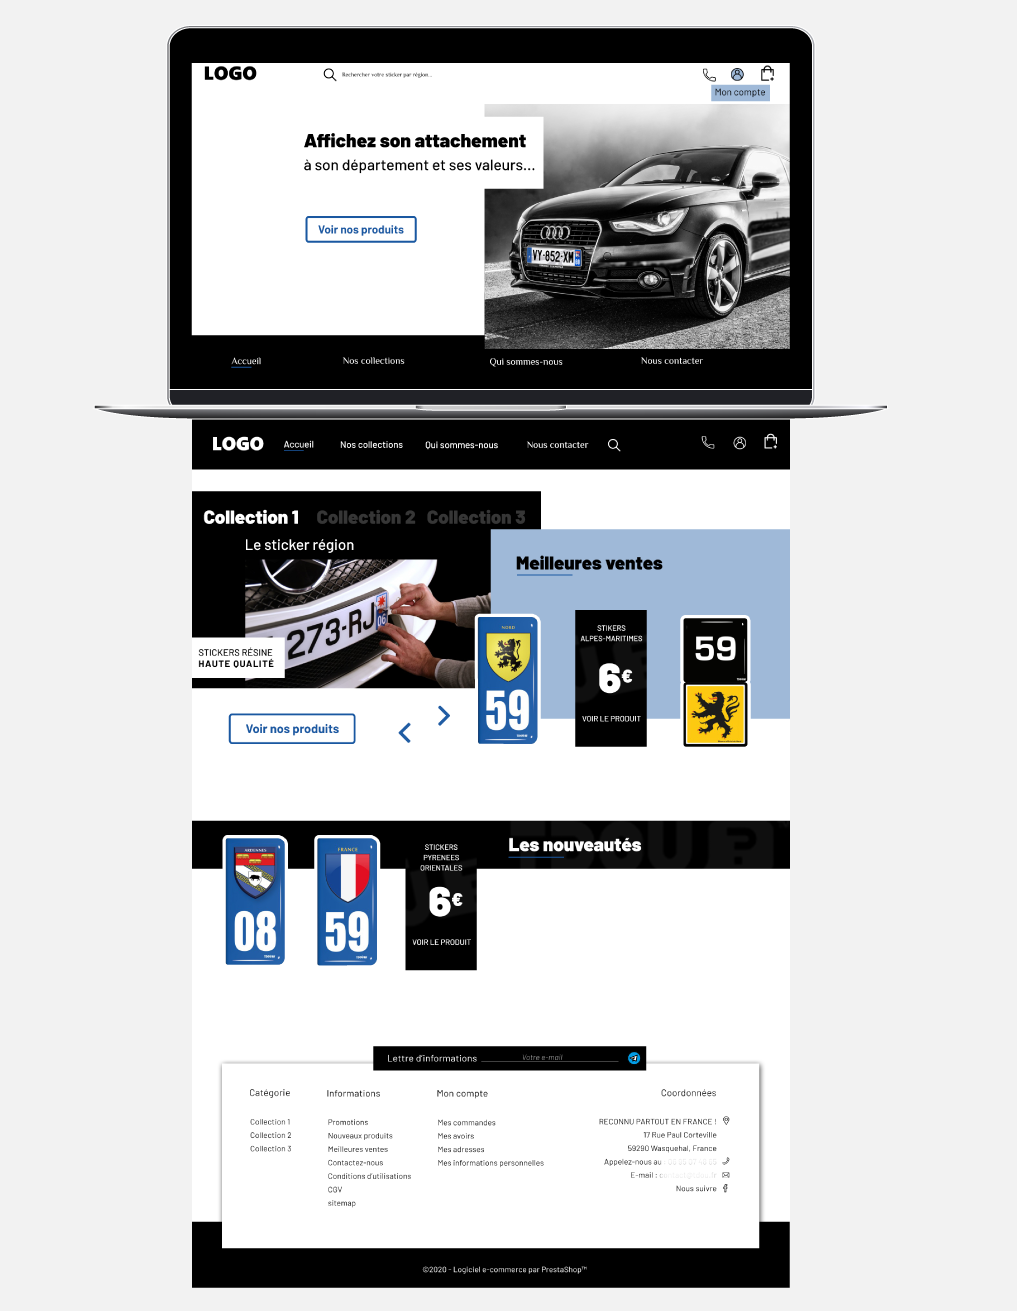 LOGO
Rechercher votre sticker par région...
Mon compte
Affichez son attachement
à son département et ses valeurs...
Voir nos produits
VY-852-XM
Accueil
Nos collections
Qui sommes-nous
Nous contacter
LOGO
Accueil
Nos collections
Qui sommes-nous
Nous contacter
Collection 1
Collection 2
Collection 3
Le sticker région
273-RJ
06
STICKERS RÉSINE
HAUTE QUALITÉ
Voir nos produits
Meilleures ventes
NORD
59
STIKERS
ALPES-MARITIMES
6€
VOIR LE PRODUIT
59
Les nouveautés
ARDENNES
08
FRANCE
59
STICKERS
PYRENEES
ORIENTALES
6€
VOIR LE PRODUIT
Lettre d'informations
Votre e-mail
Catégorie
Collection 1
Collection 2
Collection 3
Informations
Promotions
Nouveaux produits
Meilleures ventes
Contactez-nous
Conditions d'utilisations
CGV
sitemap
Mon compte
Mes commandes
Mes avoirs
Mes adresses
Mes informations personnelles
Coordonnées
RECONNU PARTOUT EN FRANCE !
17 Rue Paul Corteville
59290 Wasquehal, France
Appelez-nous au
E-mail :
Nous suivre
©2020 - Logiciel e-commerce par PrestaShop™